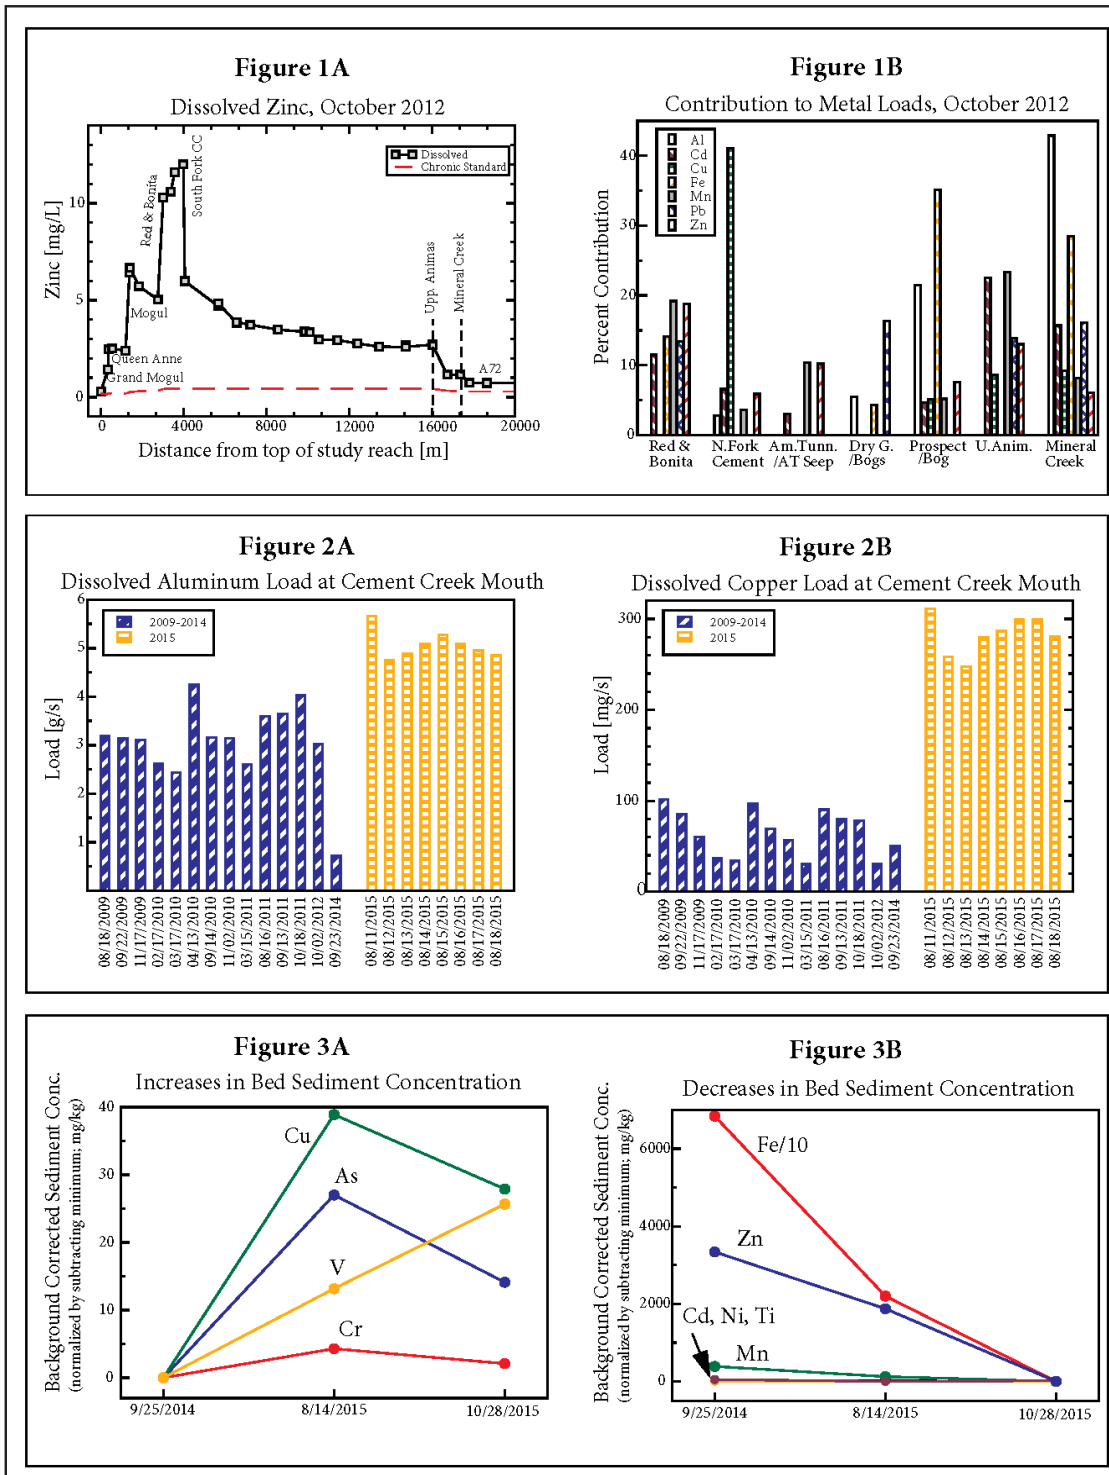 Figure 1A
Dissolved Zinc, October 2012
Zinc [mg/L]
10
5
0
Dissolved
Chronic Standard
Red & Bonita
South Fork CC
Mogul
Queen Anne
Grand Mogul
Upp. Animas
Mineral Creek
A72
0 4000 8000 12000 16000 20000
Distance from top of study reach [m]
Figure 1B
Contribution to Metal Loads, October 2012
Percent Contribution
40
30
20
10
0
Al
Cd
Cu
Fe
Mn
Pb
Zn
Red & N.Fork Am.Tunn. Dry G. Prospect U.Anim. Mineral
Bonita Cement /AT Seep /Bogs /Bog Creek
Figure 2A
Dissolved Aluminum Load at Cement Creek Mouth
Load [g/s]
6
5
4
3
2
1
2009-2014
2015
08/18/2009
09/22/2009
11/17/2009
02/17/2010
03/17/2010
04/13/2010
09/14/2010
11/02/2010
03/15/2011
08/16/2011
09/13/2011
10/18/2011
10/02/2012
09/23/2014
08/11/2015
08/12/2015
08/13/2015
08/14/2015
08/15/2015
08/16/2015
08/17/2015
08/18/2015
Figure 2B
Dissolved Copper Load at Cement Creek Mouth
Load [mg/s]
300
200
100
0
2009-2014
2015
08/18/2009
09/22/2009
11/17/2009
02/17/2010
03/17/2010
04/13/2010
09/14/2010
11/02/2010
03/15/2011
08/16/2011
09/13/2011
10/18/2011
10/02/2012
09/23/2014
08/11/2015
08/12/2015
08/13/2015
08/14/2015
08/15/2015
08/16/2015
08/17/2015
08/18/2015
Figure 3A
Increases in Bed Sediment Concentration
Background Corrected Sediment Conc.
(normalized by subtracting minimum; mg/kg)
40
30
20
10
0
Cu
As
V
Cr
9/25/2014 8/14/2015 10/28/2015
Figure 3B
Decreases in Bed Sediment Concentration
Background Corrected Sediment Conc.
(normalized by subtracting minimum; mg/kg)
6000
4000
2000
0
Fe/10
Zn
Cd, Ni, Ti
Mn
9/25/2014 8/14/2015 10/28/2015